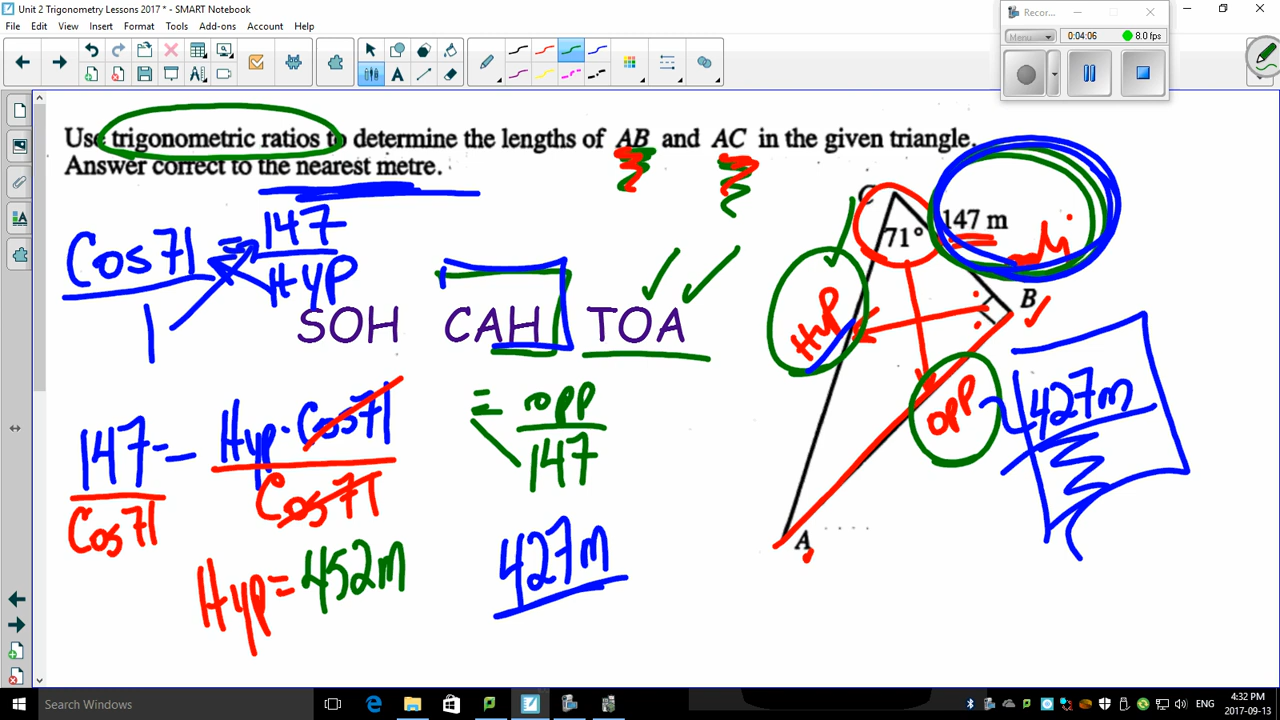 Unit 2 Trigonometry Lessons 2017 * - SMART Notebook
File Edit View Insert Format Tools Add-ons Account Help
Recor...
Menu
0:04:06
8.0 fps
Use trigonometric ratios to determine the lengths of AB and AC in the given triangle.
Answer correct to the nearest metre.
Cos71 = 147
1 Hyp
SOH CAH TOA
C
71°
147 m
B
Hyp
opp
427m
A
= opp
147
147 = Hyp·Cos71
Cos71 Cos71
Hyp = 452m
427m
Search Windows
ENG
4:32 PM
2017-09-13